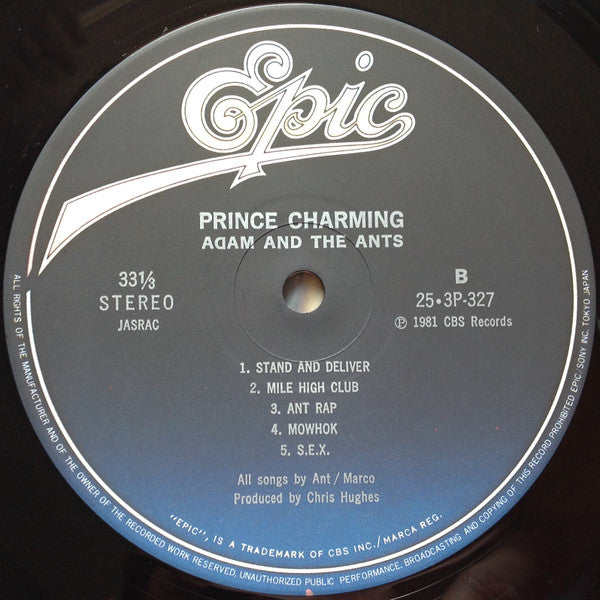 Epic
PRINCE CHARMING
ADAM AND THE ANTS
33⅓
STEREO
JASRAC
B
25•3P-327
℗ 1981 CBS Records
1. STAND AND DELIVER
2. MILE HIGH CLUB
3. ANT RAP
4. MOWHOK
5. S.E.X.
All songs by Ant / Marco
Produced by Chris Hughes
"EPIC", IS A TRADEMARK OF CBS INC./MARCA REG.
ALL RIGHTS OF THE MANUFACTURER AND OF THE OWNER OF THE RECORDED WORK RESERVED. UNAUTHORIZED PUBLIC PERFORMANCE, BROADCASTING AND COPYING OF THIS RECORD PROHIBITED EPIC/SONY INC. TOKYO JAPAN